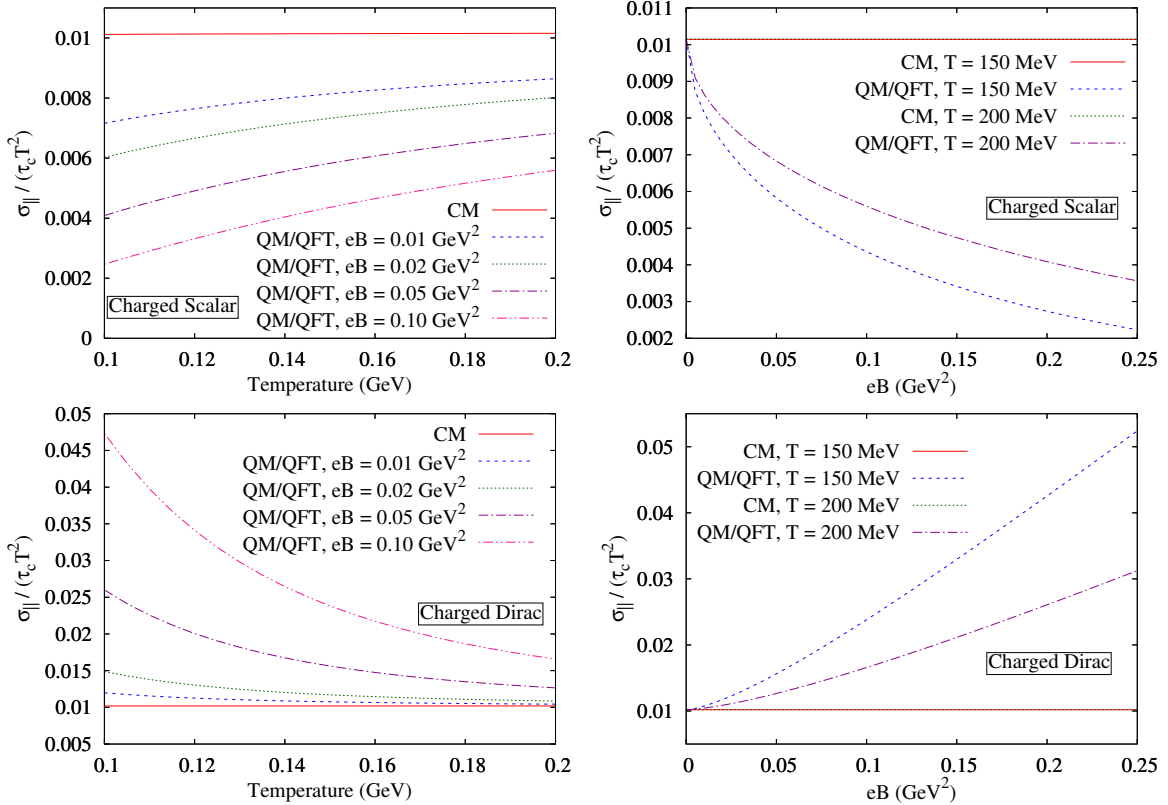 0.01
0.008
0.006
0.004
0.002
0
σ∥ / (τcT²)
CM
QM/QFT, eB = 0.01 GeV²
QM/QFT, eB = 0.02 GeV²
QM/QFT, eB = 0.05 GeV²
QM/QFT, eB = 0.10 GeV²
Charged Scalar
0.1 0.12 0.14 0.16 0.18 0.2
Temperature (GeV)
0.011
0.01
0.009
0.008
0.007
0.006
0.005
0.004
0.003
0.002
σ∥ / (τcT²)
CM, T = 150 MeV
QM/QFT, T = 150 MeV
CM, T = 200 MeV
QM/QFT, T = 200 MeV
Charged Scalar
0 0.05 0.1 0.15 0.2 0.25
eB (GeV²)
0.05
0.045
0.04
0.035
0.03
0.025
0.02
0.015
0.01
0.005
σ∥ / (τcT²)
CM
QM/QFT, eB = 0.01 GeV²
QM/QFT, eB = 0.02 GeV²
QM/QFT, eB = 0.05 GeV²
QM/QFT, eB = 0.10 GeV²
Charged Dirac
0.1 0.12 0.14 0.16 0.18 0.2
Temperature (GeV)
0.05
0.04
0.03
0.02
0.01
σ∥ / (τcT²)
CM, T = 150 MeV
QM/QFT, T = 150 MeV
CM, T = 200 MeV
QM/QFT, T = 200 MeV
Charged Dirac
0 0.05 0.1 0.15 0.2 0.25
eB (GeV²)